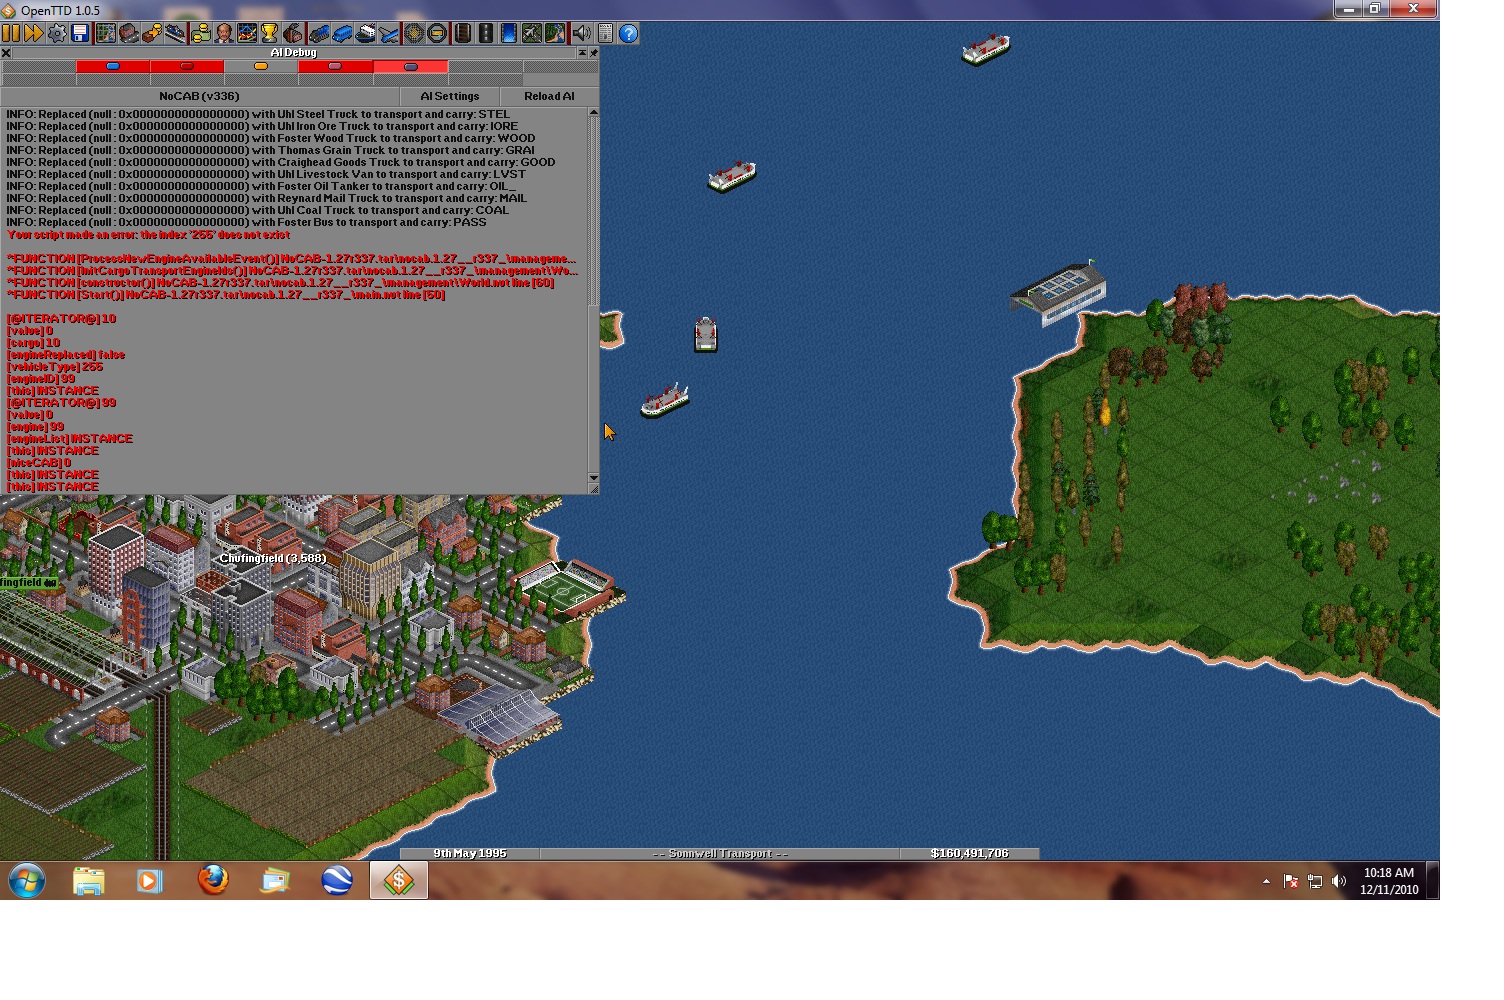 OpenTTD 1.0.5
AI Debug
NoCAB (v336)
AI Settings
Reload AI
INFO: Replaced (null : 0x0000000000000000) with Uhl Steel Truck to transport and carry: STEL
INFO: Replaced (null : 0x0000000000000000) with Uhl Iron Ore Truck to transport and carry: IORE
INFO: Replaced (null : 0x0000000000000000) with Foster Wood Truck to transport and carry: WOOD
INFO: Replaced (null : 0x0000000000000000) with Thomas Grain Truck to transport and carry: GRAI
INFO: Replaced (null : 0x0000000000000000) with Craighead Goods Truck to transport and carry: GOOD
INFO: Replaced (null : 0x0000000000000000) with Uhl Livestock Van to transport and carry: LVST
INFO: Replaced (null : 0x0000000000000000) with Foster Oil Tanker to transport and carry: OIL_
INFO: Replaced (null : 0x0000000000000000) with Reynard Mail Truck to transport and carry: MAIL
INFO: Replaced (null : 0x0000000000000000) with Uhl Coal Truck to transport and carry: COAL
INFO: Replaced (null : 0x0000000000000000) with Foster Bus to transport and carry: PASS
Your script made an error: the index '255' does not exist
*FUNCTION [ProcessNewEngineAvailableEvent()] NoCAB-1.27r337.tar\nocab.1.27__r337_\manageme...
*FUNCTION [InitCargoTransportEngineIds()] NoCAB-1.27r337.tar\nocab.1.27__r337_\management\Wo...
*FUNCTION [constructor()] NoCAB-1.27r337.tar\nocab.1.27__r337_\management\World.nut line [60]
*FUNCTION [Start()] NoCAB-1.27r337.tar\nocab.1.27__r337_\main.nut line [50]
[@ITERATOR@] 10
[value] 0
[cargo] 10
[engineReplaced] false
[vehicleType] 255
[engineID] 99
[this] INSTANCE
[@ITERATOR@] 99
[value] 0
[engine] 99
[engineList] INSTANCE
[this] INSTANCE
[niceCAB] 0
[this] INSTANCE
[this] INSTANCE
Chufingfield (3,588)
fingfield
9th May 1995
-- Sonnwell Transport --
$160,491,706
10:18 AM
12/11/2010